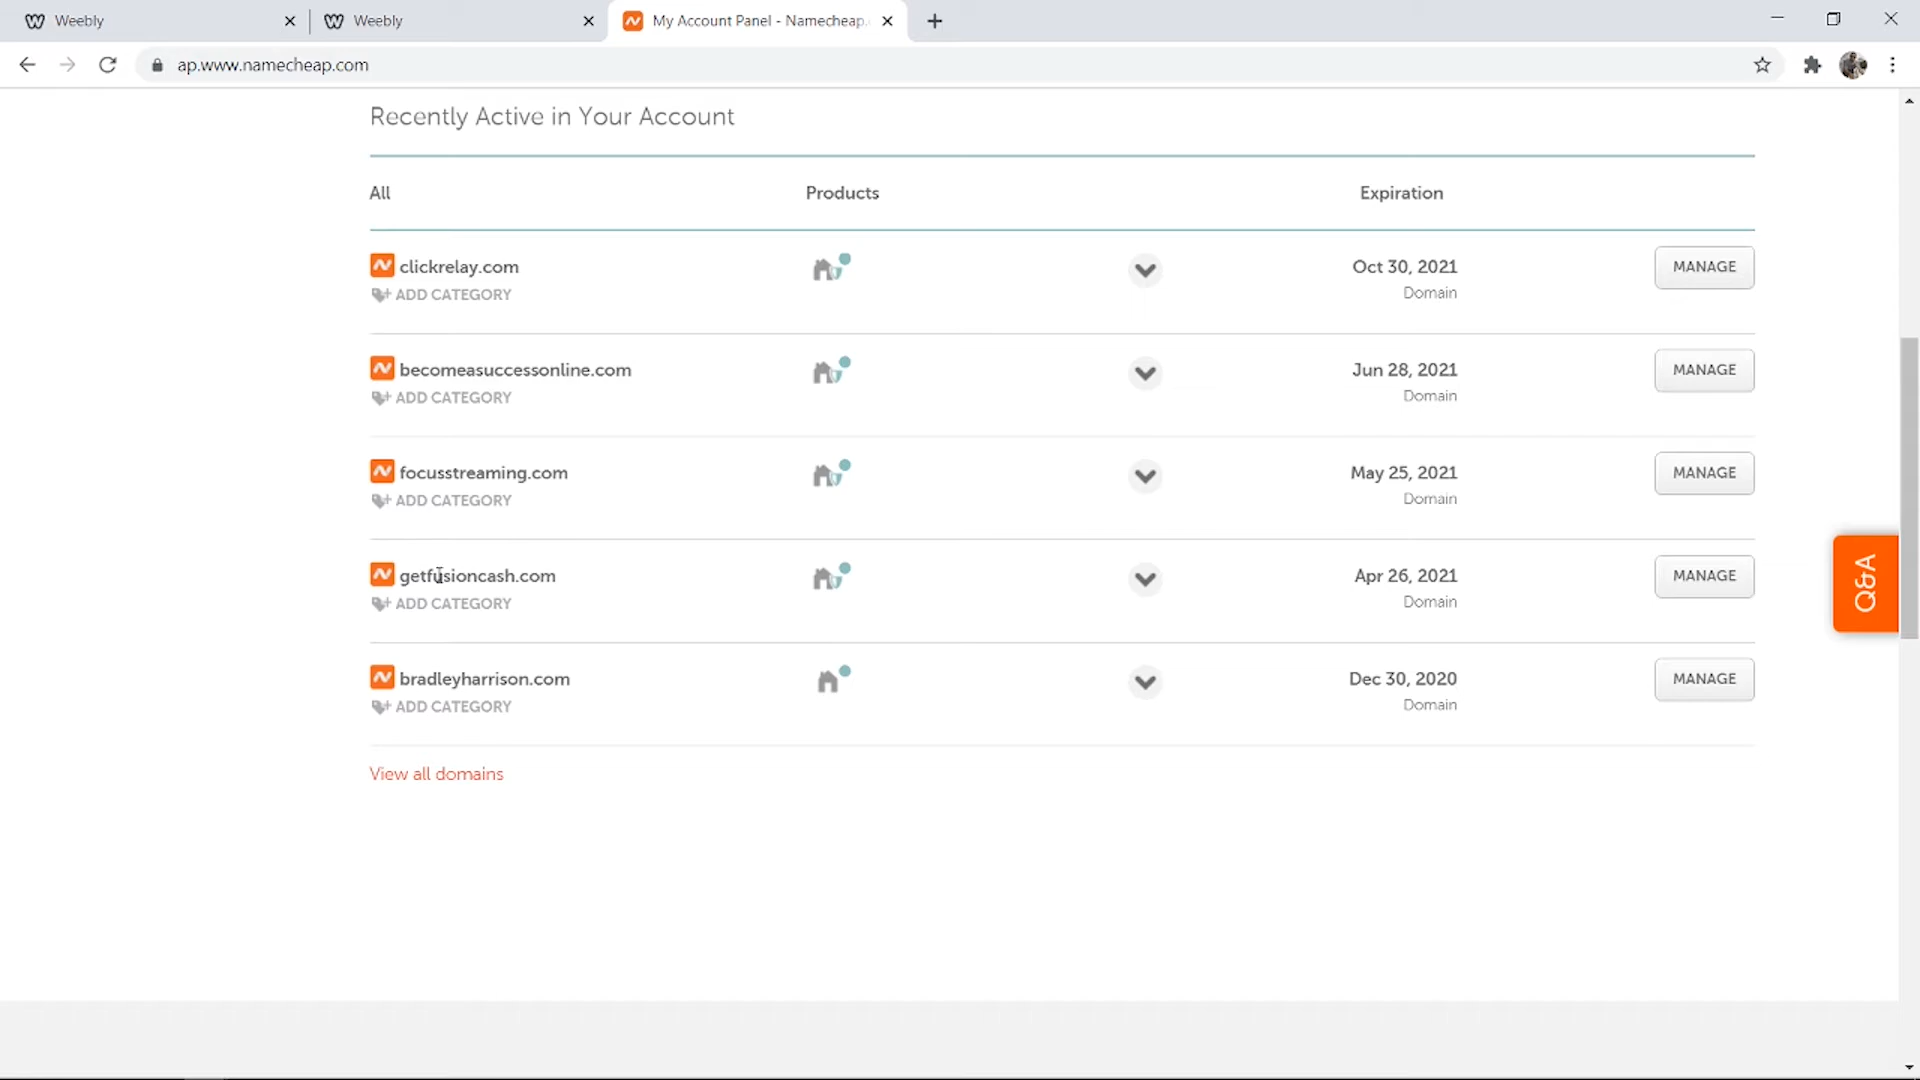 Weebly
Weebly
My Account Panel - Namecheap.
ap.www.namecheap.com
Recently Active in Your Account
All Products Expiration
clickrelay.com Oct 30, 2021 MANAGE
ADD CATEGORY Domain
becomeasuccessonline.com Jun 28, 2021 MANAGE
ADD CATEGORY Domain
focusstreaming.com May 25, 2021 MANAGE
ADD CATEGORY Domain
getfusioncash.com Apr 26, 2021 MANAGE
ADD CATEGORY Domain
bradleyharrison.com Dec 30, 2020 MANAGE
ADD CATEGORY Domain
View all domains
Q&A